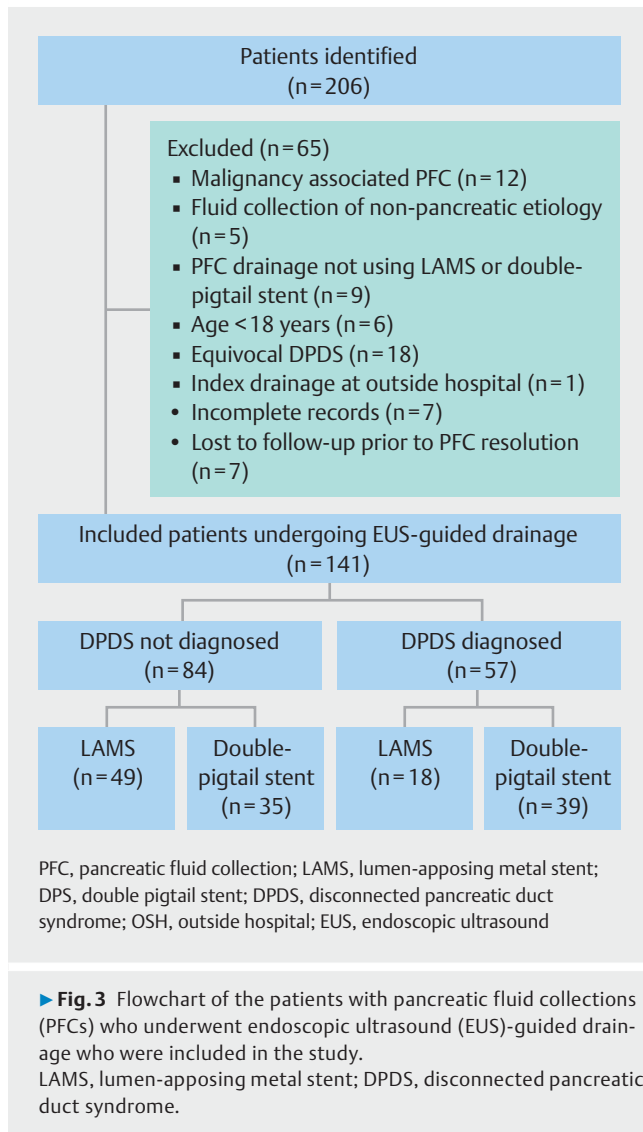 Patients identified
(n=206)
Excluded (n=65)
▪ Malignancy associated PFC (n=12)
▪ Fluid collection of non-pancreatic etiology
(n=5)
▪ PFC drainage not using LAMS or double-
pigtail stent (n=9)
▪ Age <18 years (n=6)
▪ Equivocal DPDS (n=18)
▪ Index drainage at outside hospital (n=1)
• Incomplete records (n=7)
• Lost to follow-up prior to PFC resolution
(n=7)
Included patients undergoing EUS-guided drainage
(n=141)
DPDS not diagnosed
(n=84)
DPDS diagnosed
(n=57)
LAMS
(n=49)
Double-
pigtail stent
(n=35)
LAMS
(n=18)
Double-
pigtail stent
(n=39)
PFC, pancreatic fluid collection; LAMS, lumen-apposing metal stent;
DPS, double pigtail stent; DPDS, disconnected pancreatic duct
syndrome; OSH, outside hospital; EUS, endoscopic ultrasound
▶ Fig. 3 Flowchart of the patients with pancreatic fluid collections
(PFCs) who underwent endoscopic ultrasound (EUS)-guided drain-
age who were included in the study.
LAMS, lumen-apposing metal stent; DPDS, disconnected pancreatic
duct syndrome.